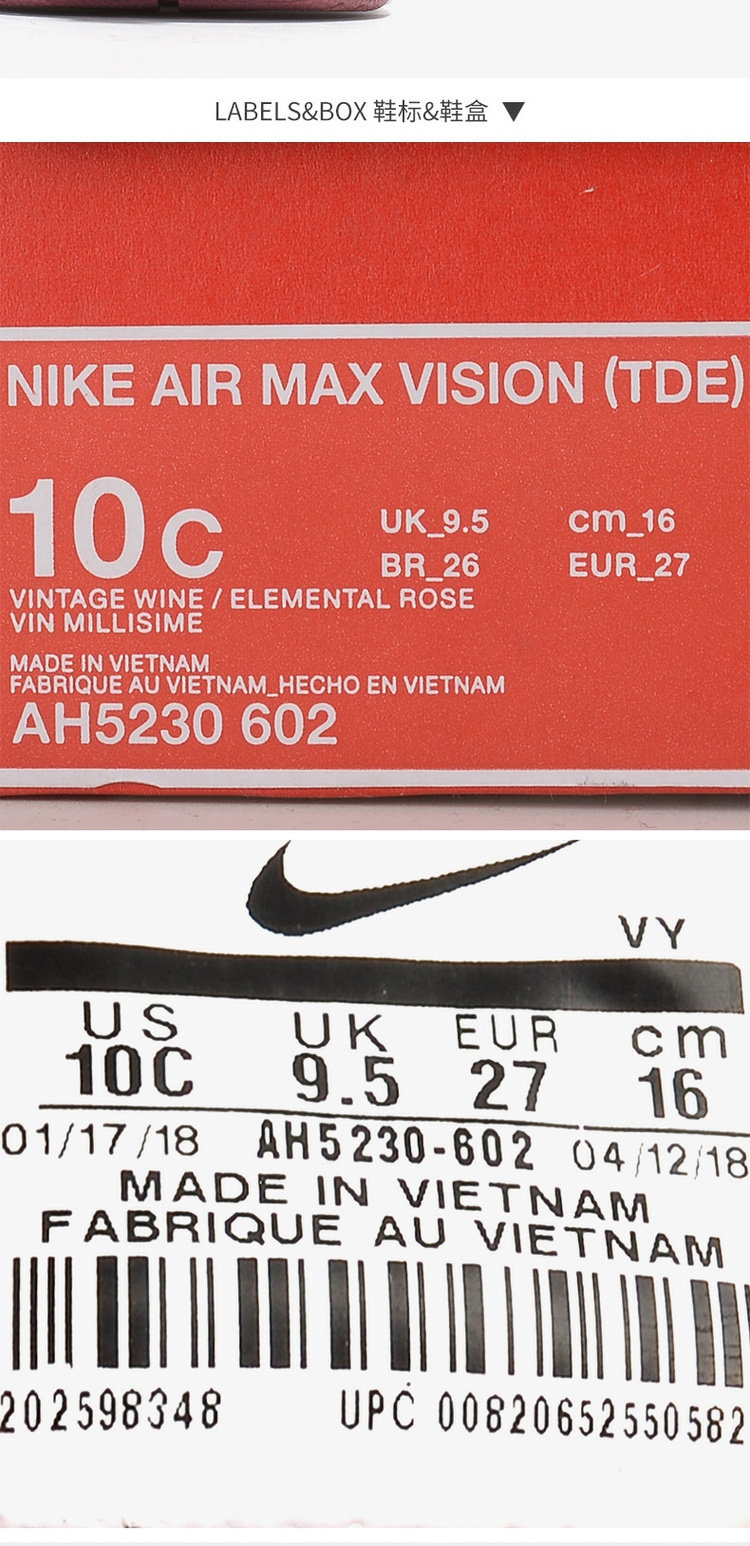 LABELS&BOX 鞋标&鞋盒 ▼
NIKE AIR MAX VISION (TDE)
10C
UK_9.5 cm_16
BR_26 EUR_27
VINTAGE WINE / ELEMENTAL ROSE
VIN MILLISIME
MADE IN VIETNAM
FABRIQUE AU VIETNAM_HECHO EN VIETNAM
AH5230 602
VY
US UK EUR cm
10C 9.5 27 16
01/17/18 AH5230-602 04/12/18
MADE IN VIETNAM
FABRIQUE AU VIETNAM
202598348 UPC 00820652550582